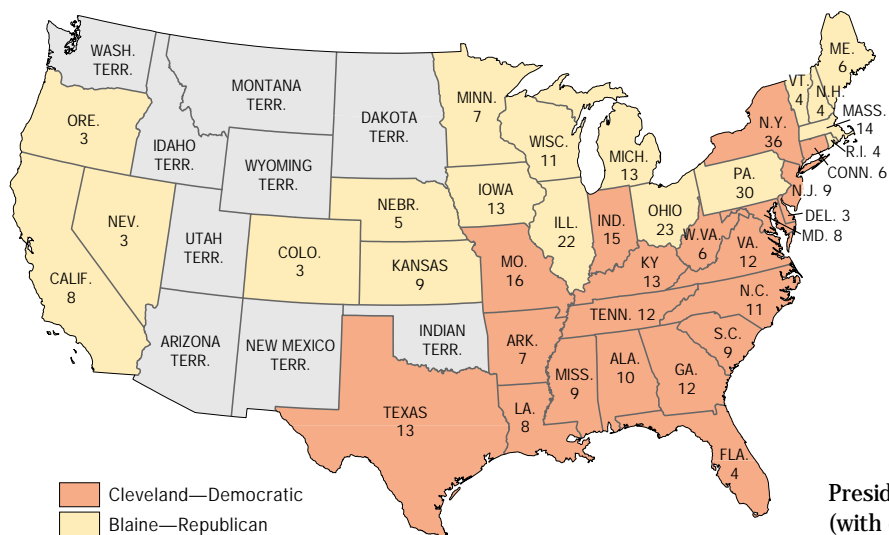 WASH.
TERR.
MONTANA
TERR.
DAKOTA
TERR.
MINN.
7
ME.
6
VT.
4
N.H.
4
MASS.
14
ORE.
3
IDAHO
TERR.
WYOMING
TERR.
WISC.
11
MICH.
13
N.Y.
36
R.I. 4
CONN. 6
NEV.
3
UTAH
TERR.
COLO.
3
NEBR.
5
IOWA
13
ILL.
22
IND.
15
OHIO
23
PA.
30
N.J. 9
DEL. 3
MD. 8
CALIF.
8
KANSAS
9
MO.
16
KY
13
W.VA.
6
VA.
12
ARIZONA
TERR.
NEW MEXICO
TERR.
INDIAN
TERR.
ARK.
7
TENN. 12
N.C.
11
S.C.
9
TEXAS
13
LA.
8
MISS.
9
ALA.
10
GA.
12
FLA.
4
Cleveland—Democratic
Blaine—Republican
Presid
(with